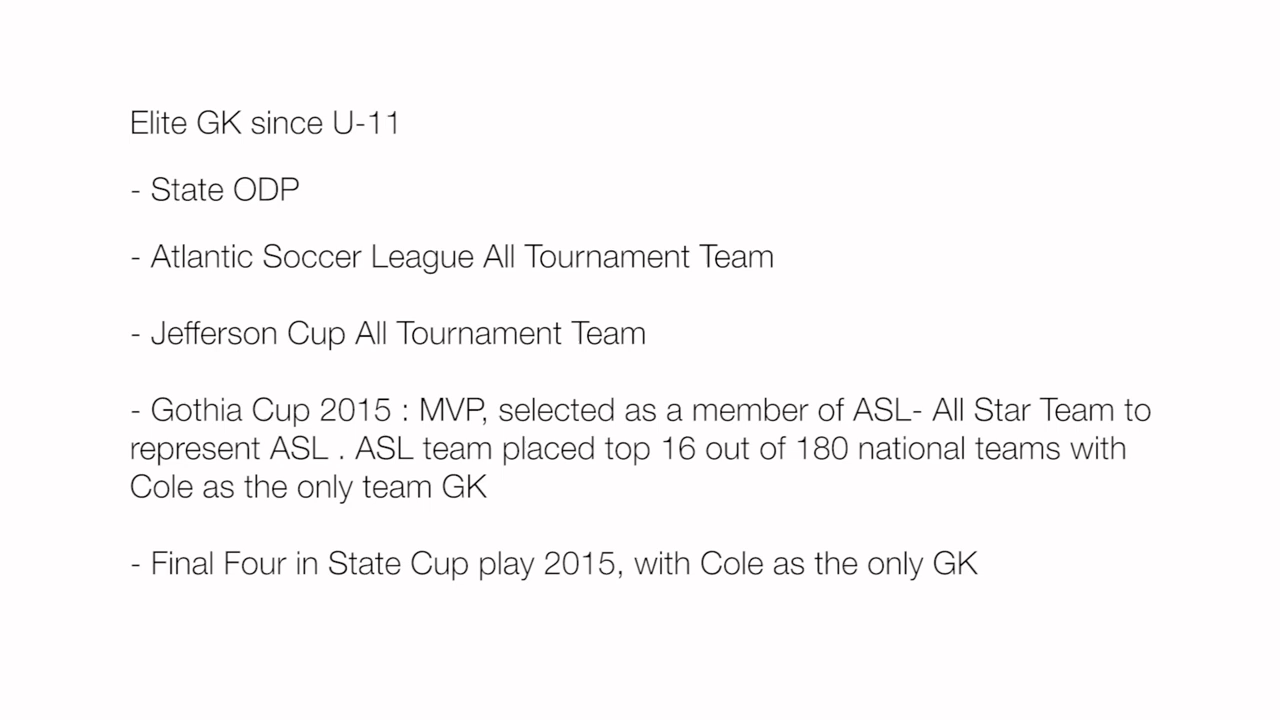 Elite GK since U-11
- State ODP
- Atlantic Soccer League All Tournament Team
- Jefferson Cup All Tournament Team
- Gothia Cup 2015 : MVP, selected as a member of ASL- All Star Team to
represent ASL . ASL team placed top 16 out of 180 national teams with
Cole as the only team GK
- Final Four in State Cup play 2015, with Cole as the only GK